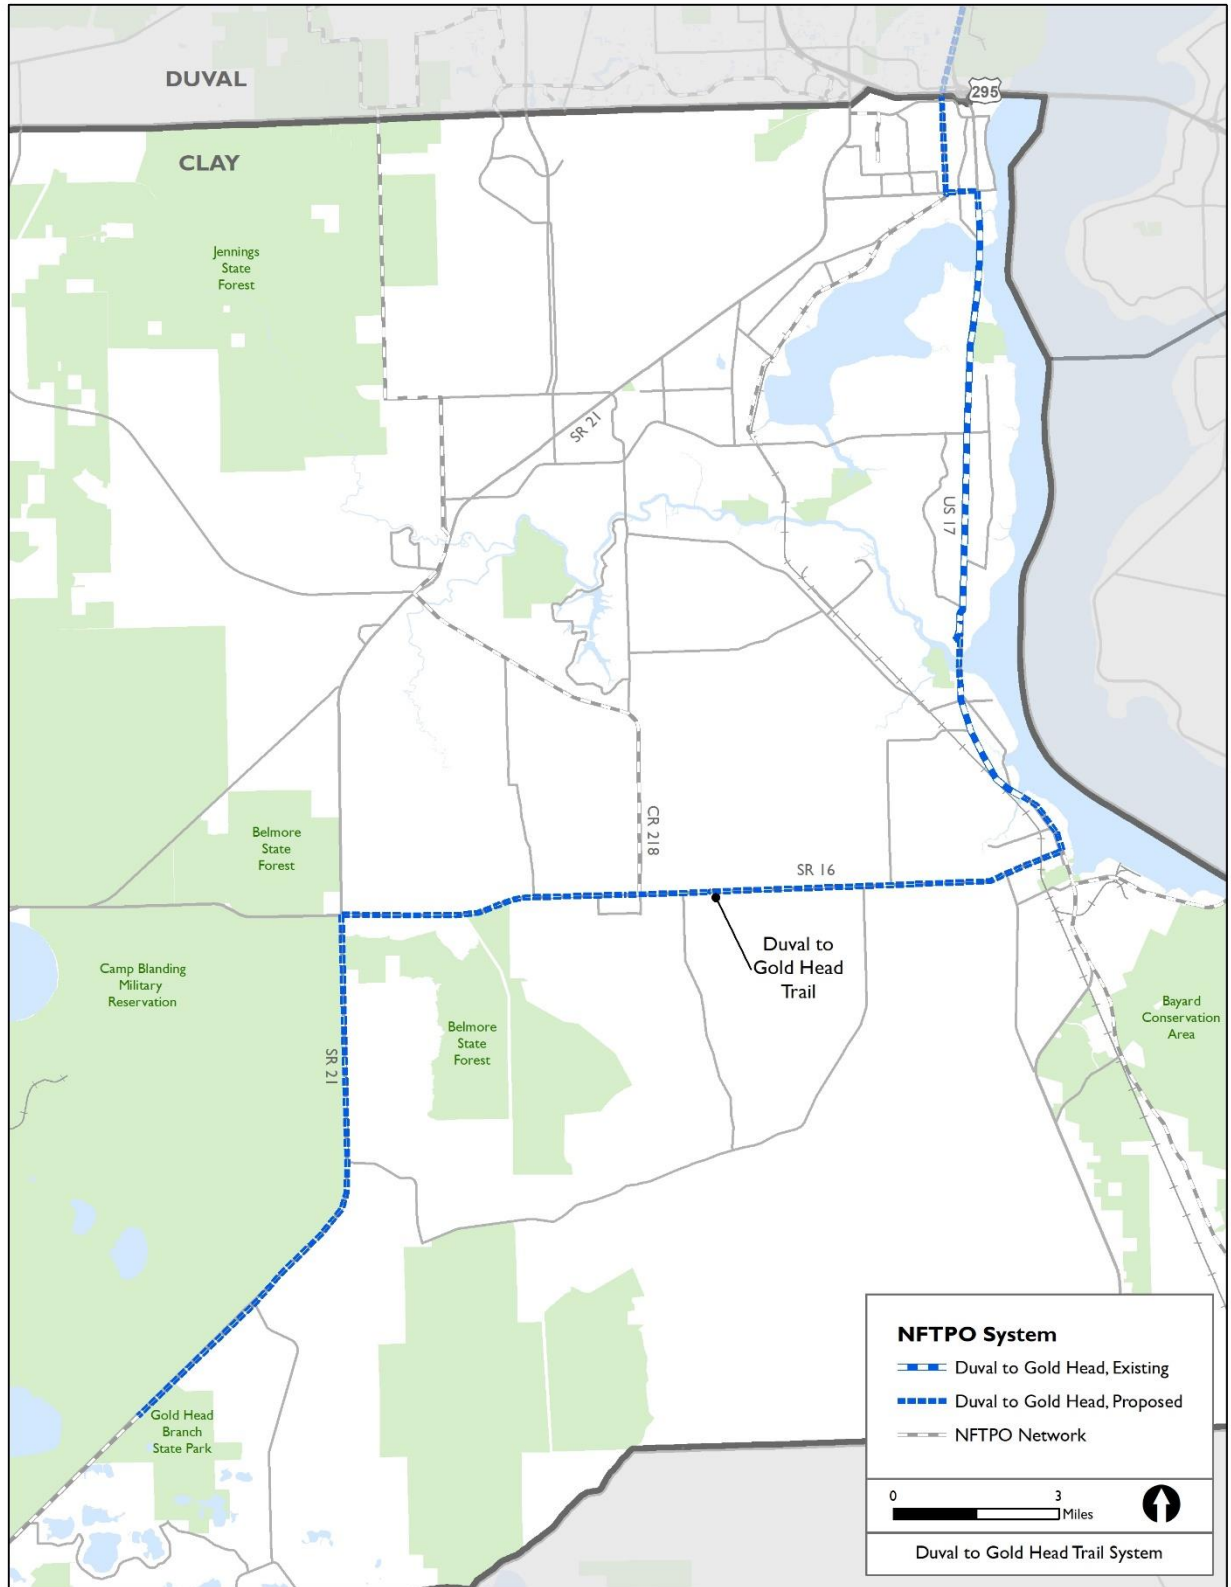 DUVAL
295
CLAY
Jennings
State
Forest
SR 21
US 17
Belmore
State
Forest
CR 218
SR 16
Duval to
Gold Head
Trail
Camp Blanding
Military
Reservation
Bayard
Conservation
Area
Belmore
State
Forest
SR 21
Gold Head
Branch
State Park
NFTPO System
Duval to Gold Head, Existing
Duval to Gold Head, Proposed
NFTPO Network
0 3
Miles
Duval to Gold Head Trail System